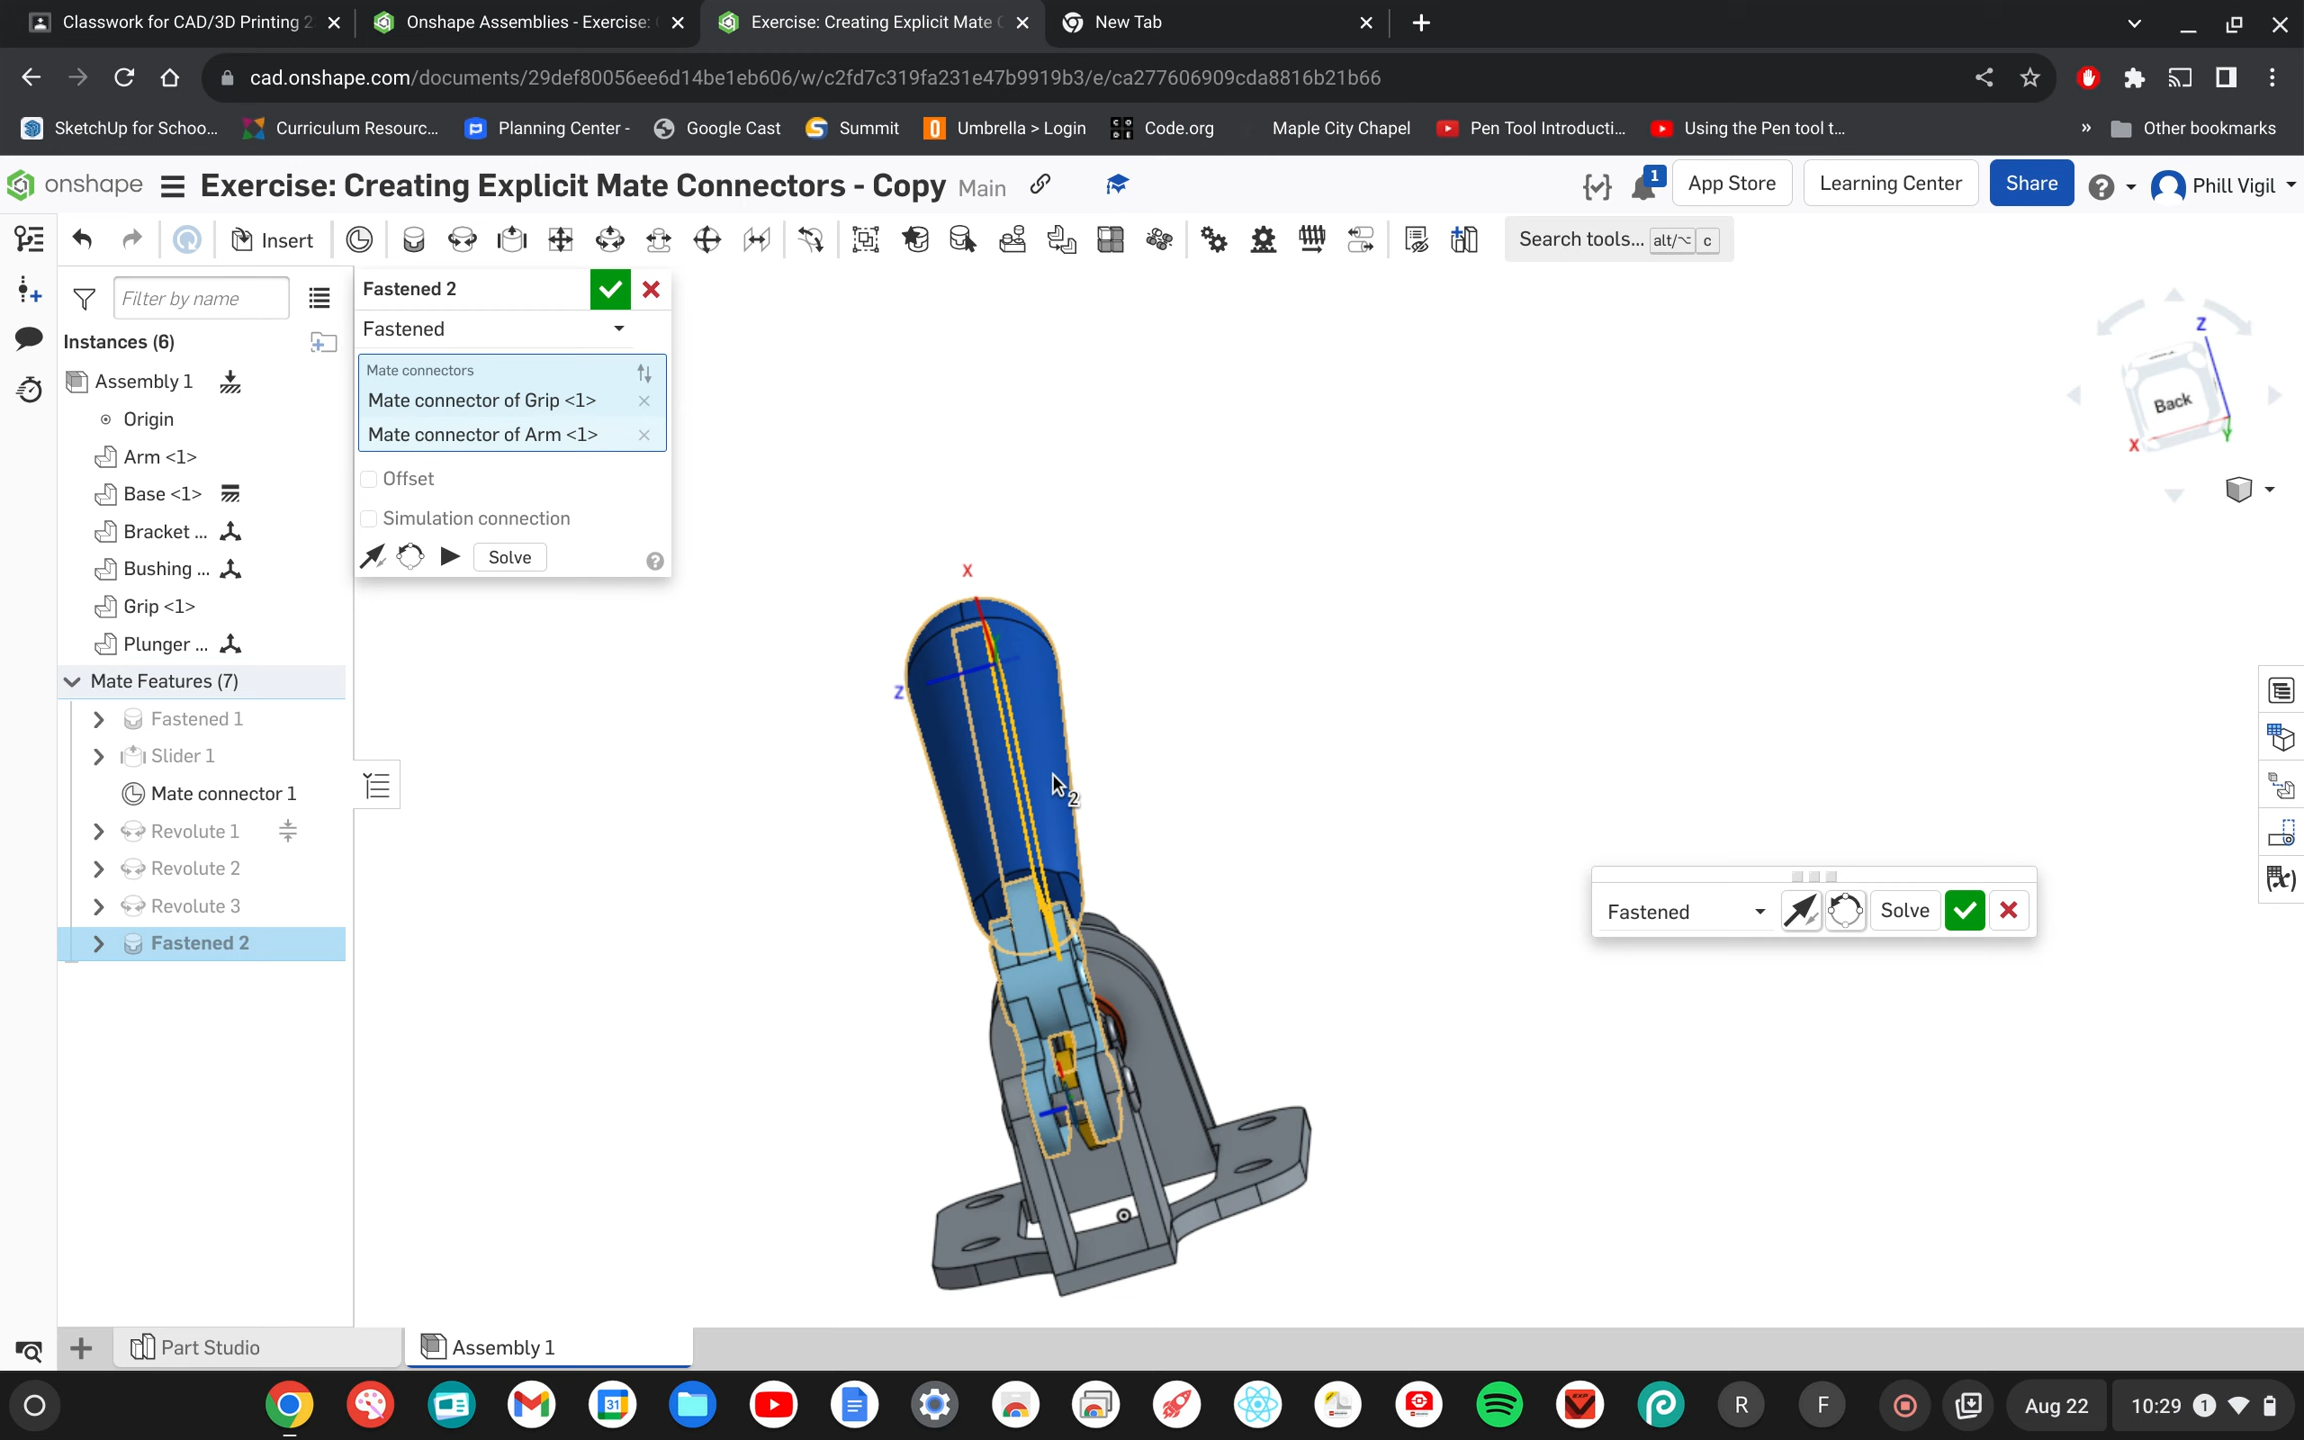 Classwork for CAD/3D Printing 2
Onshape Assemblies - Exercise: 
Exercise: Creating Explicit Mate C
New Tab
cad.onshape.com/documents/29def80056ee6d14be1eb606/w/c2fd7c319fa231e47b9919b3/e/ca277606909cda8816b21b66
SketchUp for Schoo...
Curriculum Resourc...
Planning Center -
Google Cast
Summit
Umbrella > Login
Code.org
Maple City Chapel
Pen Tool Introducti...
Using the Pen tool t...
»
Other bookmarks
onshape
Exercise: Creating Explicit Mate Connectors - Copy
Main
1
App Store
Learning Center
Share
Phill Vigil
Insert
Search tools... alt/⌥ c
Filter by name
Instances (6)
Assembly 1
Origin
Arm <1>
Base <1>
Bracket ...
Bushing ...
Grip <1>
Plunger ...
Mate Features (7)
Fastened 1
Slider 1
Mate connector 1
Revolute 1
Revolute 2
Revolute 3
Fastened 2
Fastened 2
Fastened
Mate connectors
Mate connector of Grip <1>
Mate connector of Arm <1>
Offset
Simulation connection
Solve
X
Z
2
Z
Back
X
Y
Fastened
Solve
Part Studio
Assembly 1
31
R
F
Aug 22
10:29
1